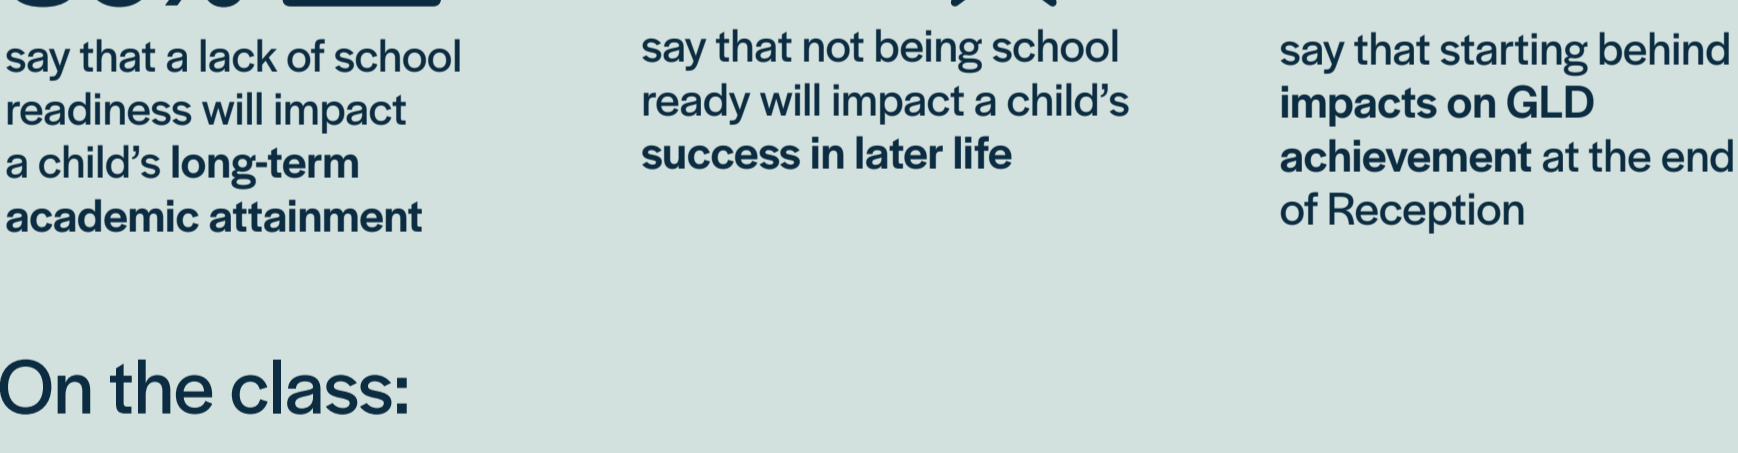 say that a lack of school
readiness will impact
a child’s long-term
academic attainment
say that not being school
ready will impact a child’s
success in later life
say that starting behind
impacts on GLD
achievement at the end
of Reception
On the class: